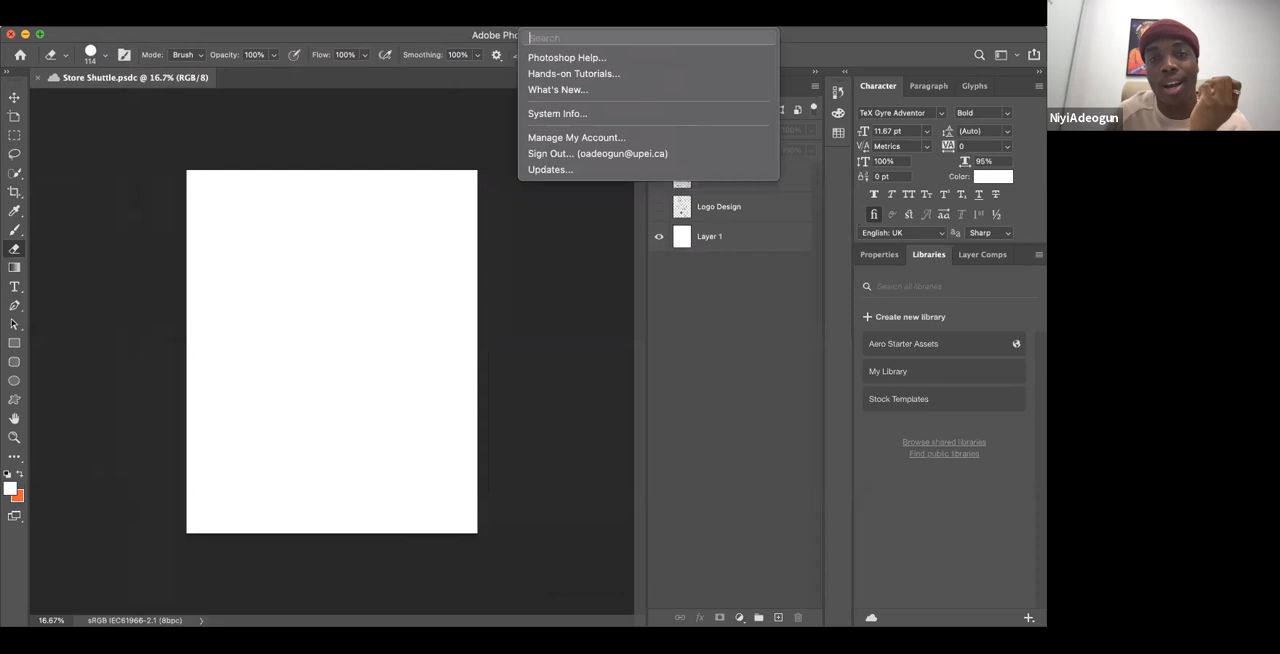 Adobe Pho
Search
Photoshop Help...
Hands-on Tutorials...
What's New...
System Info...
Manage My Account...
Sign Out... (oadeogun@upei.ca)
Updates...
114
Mode: Brush
Opacity: 100%
Flow: 100%
Smoothing: 100%
Store Shuttle.psdc @ 16.7% (RGB/8)
Logo Design
Layer 1
Character
Paragraph
Glyphs
TeX Gyre Adventor
Bold
11.67 pt
(Auto)
Metrics
0
100%
95%
0 pt
Color:
English: UK
Sharp
Properties
Libraries
Layer Comps
Search all libraries
Create new library
Aero Starter Assets
My Library
Stock Templates
Browse shared libraries
Find public libraries
16.67%
sRGB IEC61966-2.1 (8bpc)
NiyiAdeogun